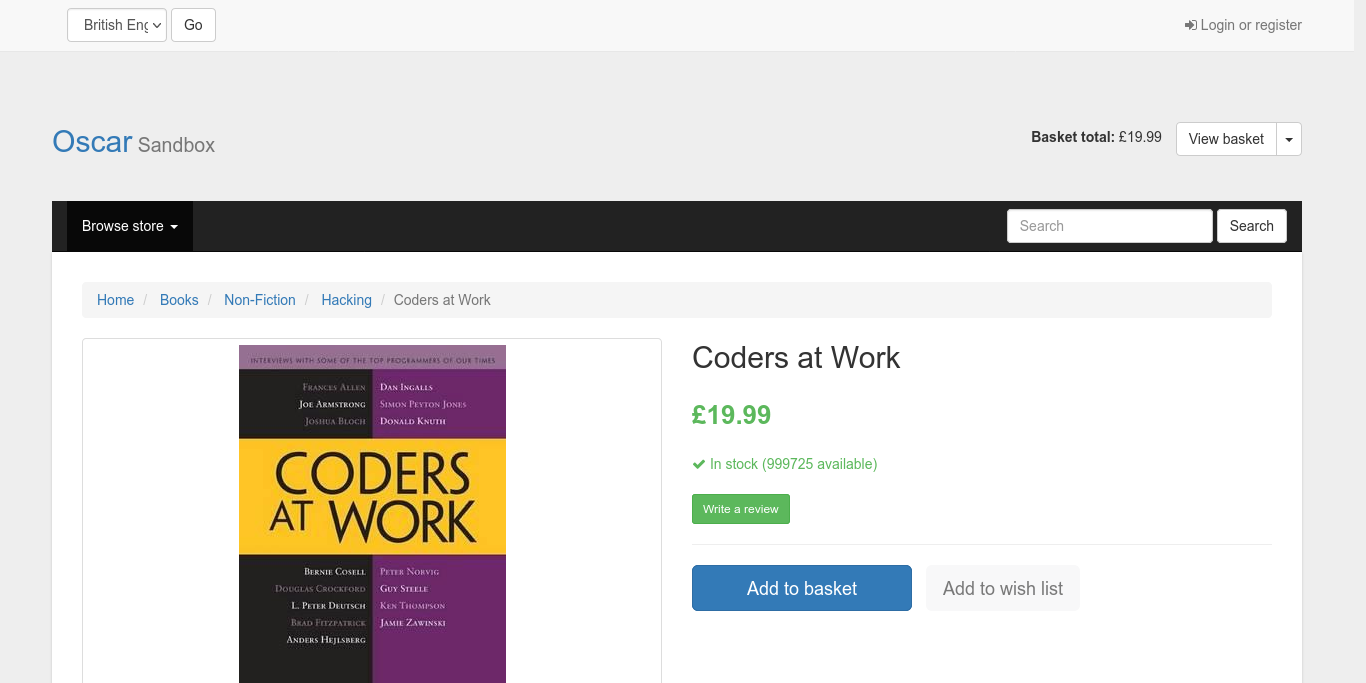 British Eng
Go
Login or register
Oscar Sandbox
Basket total: £19.99
View basket
Browse store
Search
Search
Home / Books / Non-Fiction / Hacking / Coders at Work
INTERVIEWS WITH SOME OF THE TOP PROGRAMMERS OF OUR TIMES
FRANCES ALLEN
JOE ARMSTRONG
JOSHUA BLOCH
DAN INGALLS
SIMON PEYTON JONES
DONALD KNUTH
CODERS
AT WORK
BERNIE COSELL
DOUGLAS CROCKFORD
L. PETER DEUTSCH
BRAD FITZPATRICK
ANDERS HEJLSBERG
PETER NORVIG
GUY STEELE
KEN THOMPSON
JAMIE ZAWINSKI
Coders at Work
£19.99
In stock (999725 available)
Write a review
Add to basket
Add to wish list